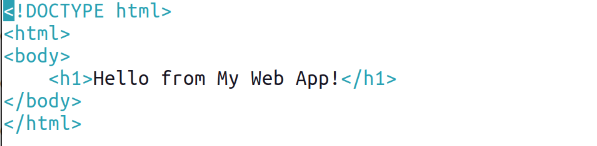 <!DOCTYPE html>
<html>
<body>
    <h1>Hello from My Web App!</h1>
</body>
</html>